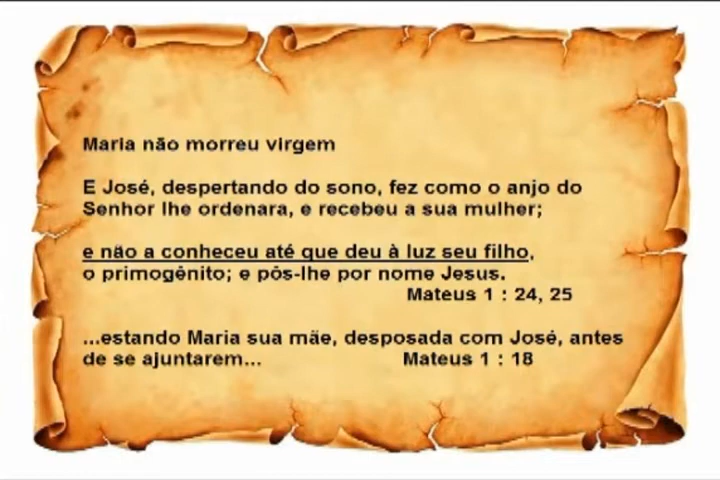 Maria não morreu virgem
E José, despertando do sono, fez como o anjo do
Senhor lhe ordenara, e recebeu a sua mulher;
e não a conheceu até que deu à luz seu filho,
o primogênito; e pôs-lhe por nome Jesus.
Mateus 1 : 24, 25
...estando Maria sua mãe, desposada com José, antes
de se ajuntarem... Mateus 1 : 18